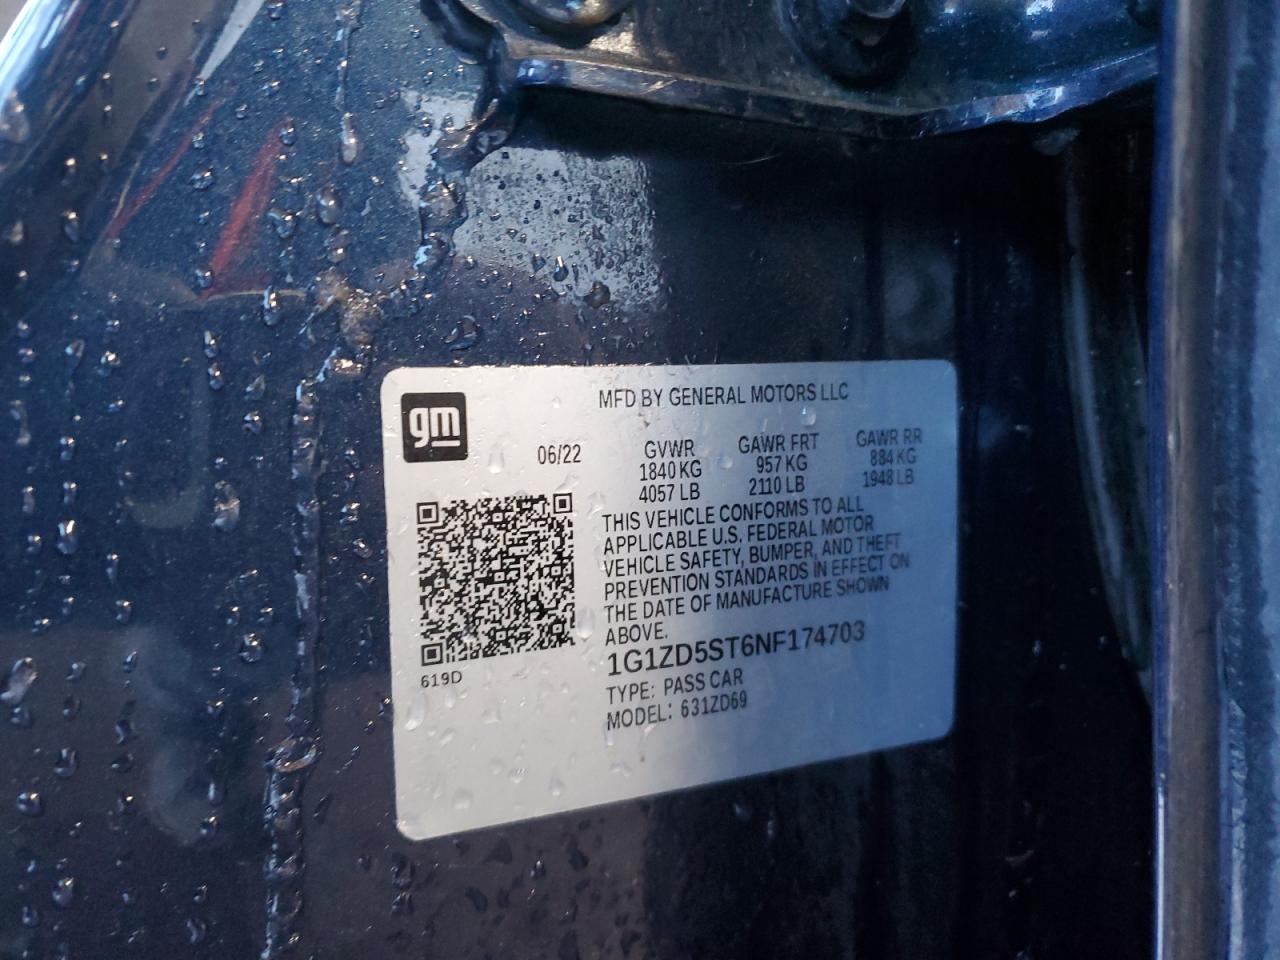 gm
MFD BY GENERAL MOTORS LLC
06/22
GVWR GAWR FRT GAWR RR
1840 KG 957 KG 884 KG
4057 LB 2110 LB 1948 LB
THIS VEHICLE CONFORMS TO ALL
APPLICABLE U.S. FEDERAL MOTOR
VEHICLE SAFETY, BUMPER, AND THEFT
PREVENTION STANDARDS IN EFFECT ON
THE DATE OF MANUFACTURE SHOWN
ABOVE.
1G1ZD5ST6NF174703
619D
TYPE: PASS CAR
MODEL: 631ZD69